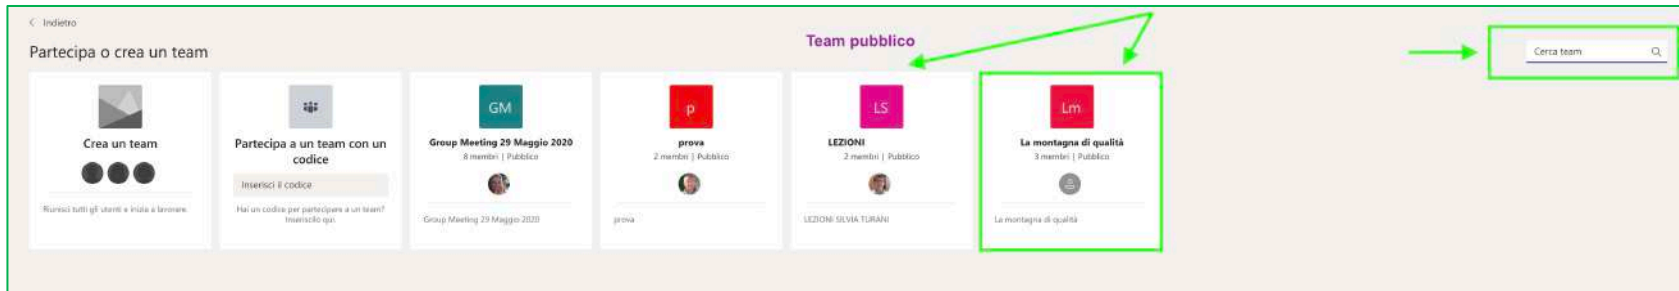 Indietro
Partecipa o crea un team
Team pubblico
Cerca team
Crea un team
Riunisci tutti gli utenti e inizia a lavorare
Partecipa a un team con un
codice
Inserisci il codice
Hai un codice per partecipare a un team?
Inseriscilo qui.
GM
Group Meeting 29 Maggio 2020
8 membri | Pubblico
Group Meeting 29 Maggio 2020
p
prova
2 membri | Pubblico
prova
LS
LEZIONI
2 membri | Pubblico
LEZIONI SILVIA TURANI
Lm
La montagna di qualità
3 membri | Pubblico
La montagna di qualità